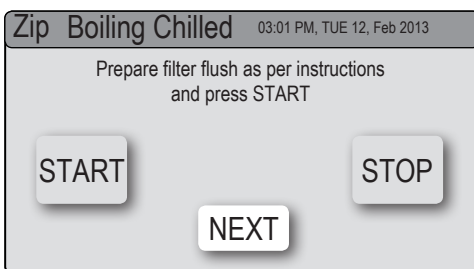 Zip Boiling Chilled 03:01 PM, TUE 12, Feb 2013
Prepare filter flush as per instructions
and press START
START
STOP
NEXT